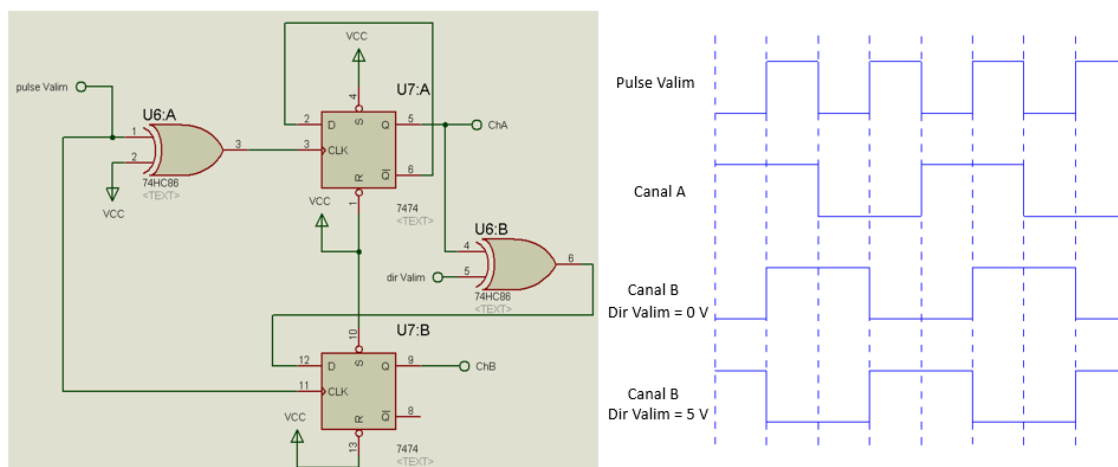 VCC
pulse Valim
U6:A
U7:A
4
1
2
3
74HC86
<TEXT>
VCC
2
D
S
Q
5
ChA
3
CLK
R
Q
6
1
7474
<TEXT>
VCC
U6:B
4
5
6
dir Valim
74HC86
<TEXT>
U7:B
10
12
D
S
Q
9
ChB
11
CLK
R
Q
8
VCC
13
7474
<TEXT>
Pulse Valim
Canal A
Canal B
Dir Valim = 0 V
Canal B
Dir Valim = 5 V